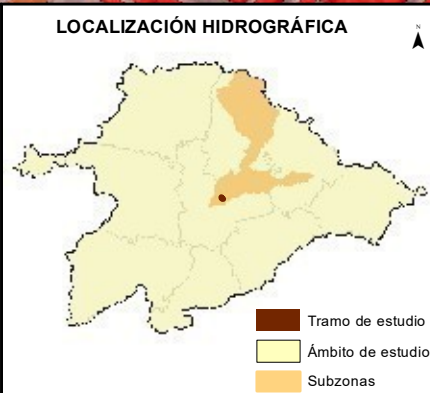 LOCALIZACIÓN HIDROGRÁFICA
N
Tramo de estudio
Ámbito de estudio
Subzonas